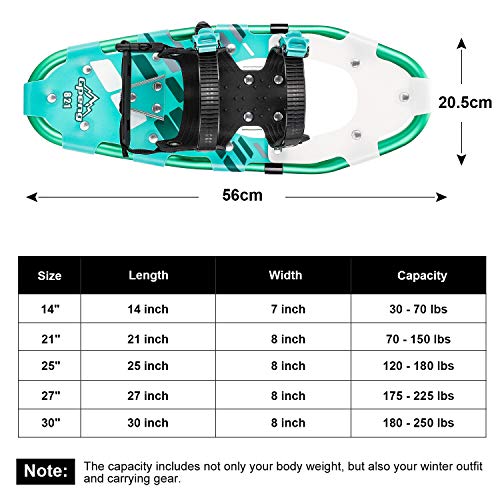 cpenu
821
20.5cm
56cm
Size Length Width Capacity
14" 14 inch 7 inch 30 - 70 lbs
21" 21 inch 8 inch 70 - 150 lbs
25" 25 inch 8 inch 120 - 180 lbs
27" 27 inch 8 inch 175 - 225 lbs
30" 30 inch 8 inch 180 - 250 lbs
Note: The capacity includes not only your body weight, but also your winter outfit
and carrying gear.